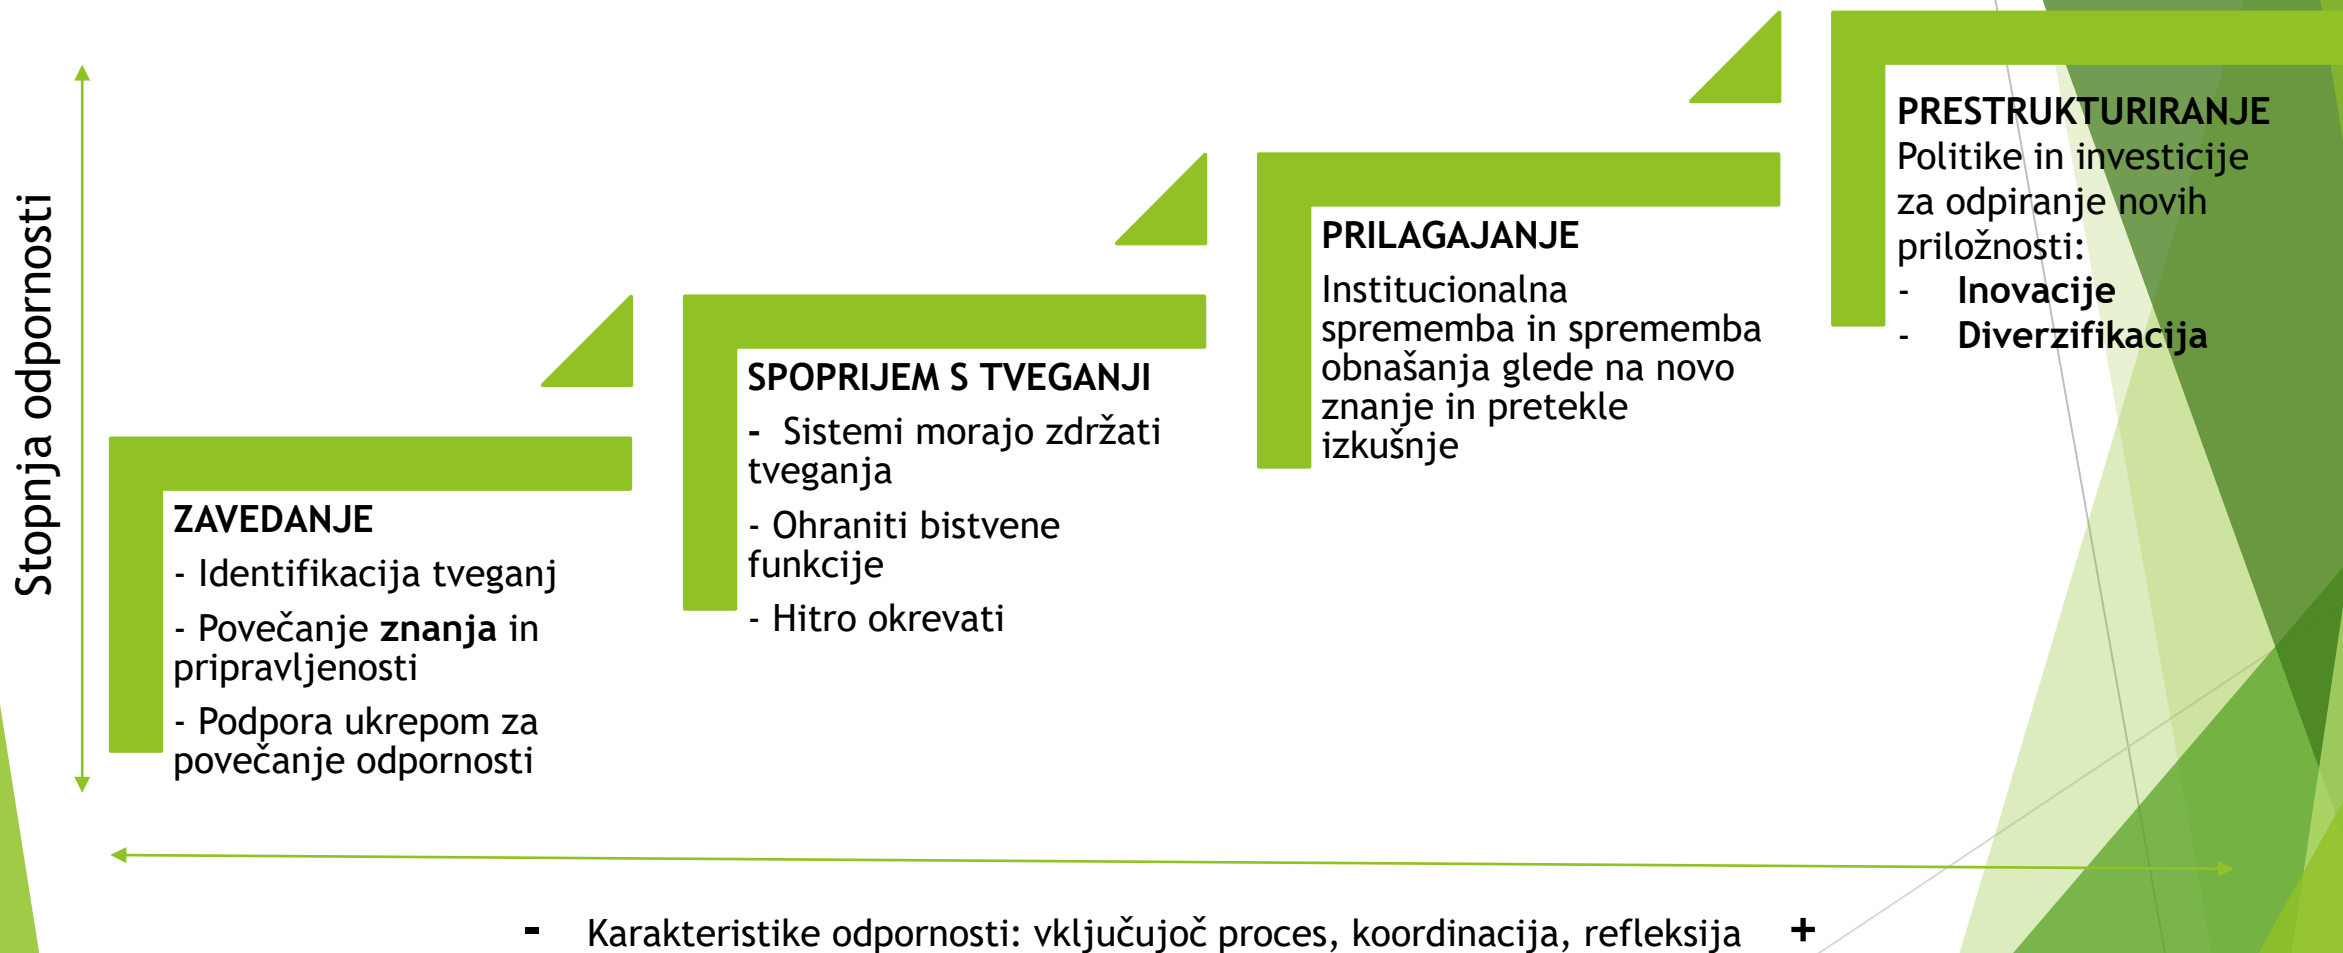 Stopnja odpornosti
ZAVEDANJE
- Identifikacija tveganj
- Povečanje znanja in
pripravljenosti
- Podpora ukrepom za
povečanje odpornosti
SPOPRIJEM S TVEGANJI
- Sistemi morajo zdržati
tveganja
- Ohraniti bistvene
funkcije
- Hitro okrevati
PRILAGAJANJE
Institucionalna
sprememba in sprememba
obnašanja glede na novo
znanje in pretekle
izkušnje
PRESTRUKTURIRANJE
Politike in investicije
za odpiranje novih
priložnosti:
- Inovacije
- Diverzifikacija
- Karakteristike odpornosti: vključujoč proces, koordinacija, refleksija +